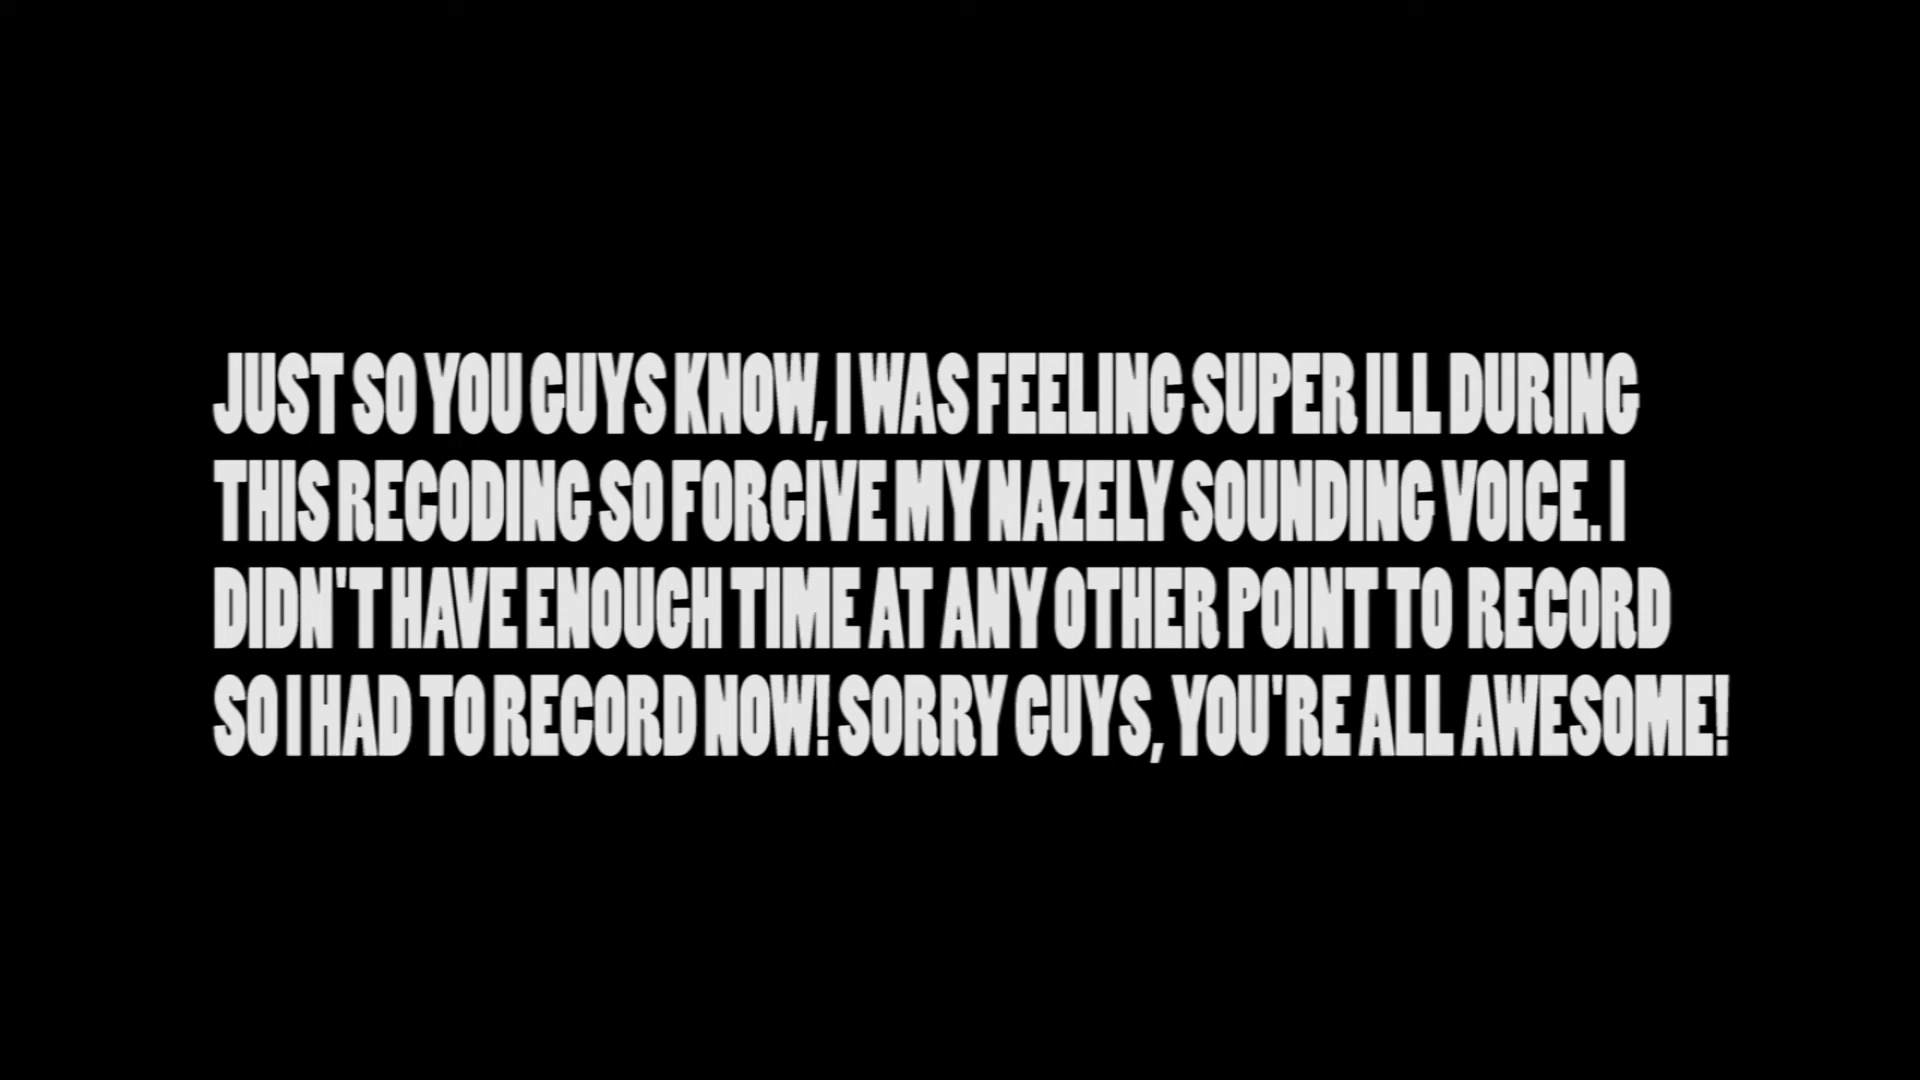 JUST SO YOU GUYS KNOW, I WAS FEELING SUPER ILL DURING
THIS RECODING SO FORGIVE MY NAZELY SOUNDING VOICE. I
DIDN'T HAVE ENOUGH TIME AT ANY OTHER POINT TO RECORD
SO I HAD TO RECORD NOW! SORRY GUYS, YOU'RE ALL AWESOME!